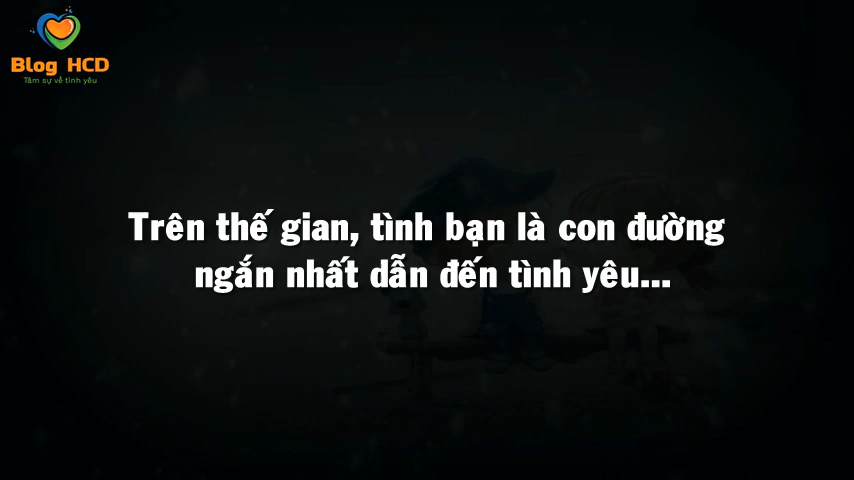 Blog HCD
Tâm sự về tình yêu
Trên thế gian, tình bạn là con đường
ngắn nhất dẫn đến tình yêu...